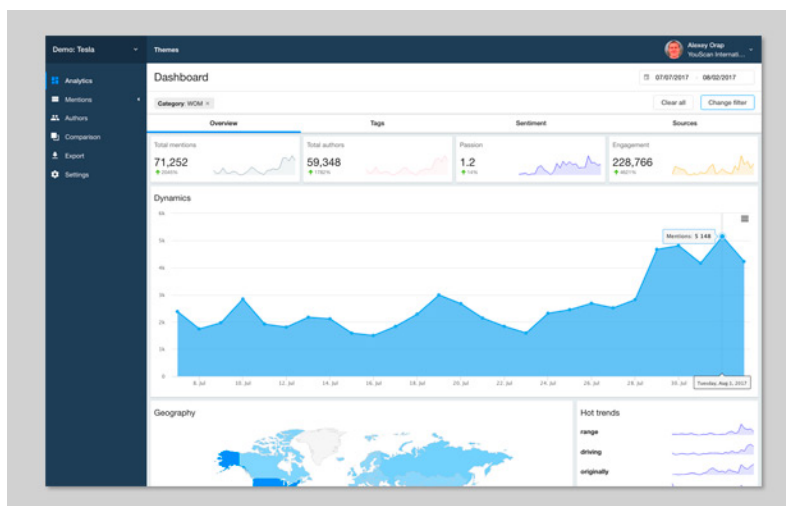 Demo: Tesla
Themes
Alexey Orap
YouScan Internati...
Analytics
Mentions
Authors
Comparison
Export
Settings
Dashboard
07/07/2017 - 08/02/2017
Category: WOM ×
Clear all
Change filter
Overview
Tags
Sentiment
Sources
Total mentions
71,252
Total authors
59,348
Passion
1.2
14%
Engagement
228,766
Dynamics
6k
5k
4k
3k
2k
1k
0
Mentions: 5 148
8. Jul
10. Jul
12. Jul
14. Jul
16. Jul
18. Jul
20. Jul
22. Jul
24. Jul
26. Jul
28. Jul
30. Jul
Tuesday, Aug 1, 2017
Geography
Hot trends
range
driving
originally